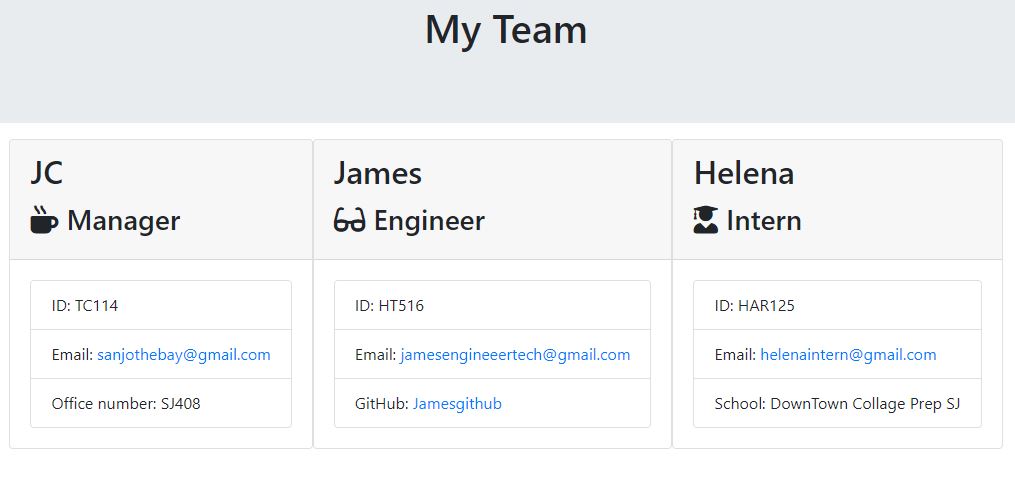 My Team
JC
Manager
ID: TC114
Email: sanjothebay@gmail.com
Office number: SJ408
James
Engineer
ID: HT516
Email: jamesengineeertech@gmail.com
GitHub: Jamesgithub
Helena
Intern
ID: HAR125
Email: helenaintern@gmail.com
School: DownTown Collage Prep SJ